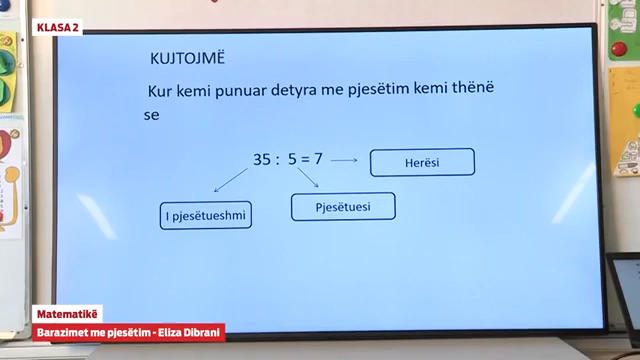 KLASA 2
KUJTOJMË
Kur kemi punuar detyra me pjesëtim kemi thënë
se
35 : 5 = 7
Herësi
I pjesëtueshmi
Pjesëtuesi
Matematikë
Barazimet me pjesëtim - Eliza Dibrani